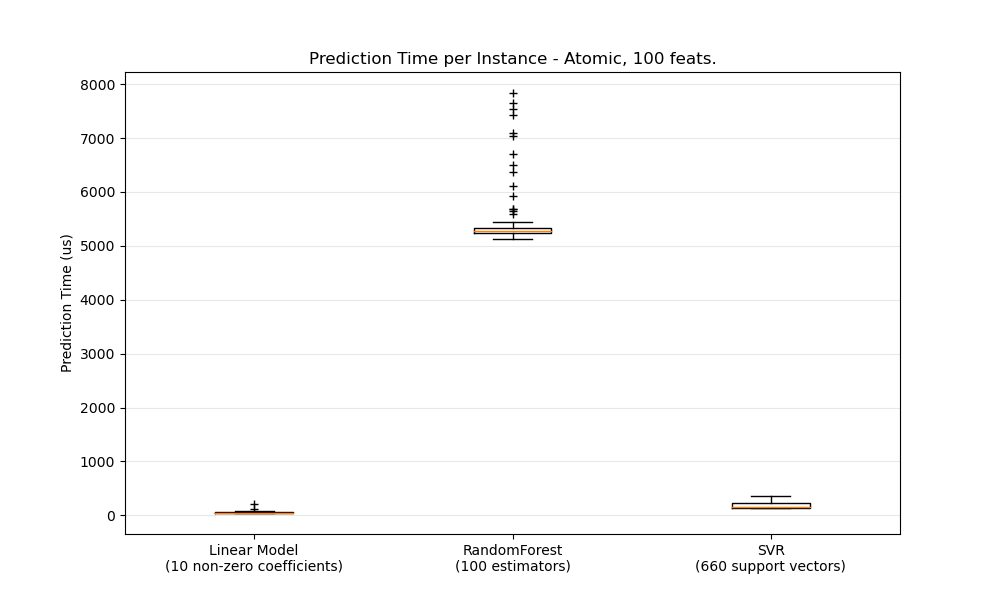 Prediction Time per Instance - Atomic, 100 feats.
Prediction Time (us)
8000
7000
6000
5000
4000
3000
2000
1000
0
Linear Model
(10 non-zero coefficients)
RandomForest
(100 estimators)
SVR
(660 support vectors)